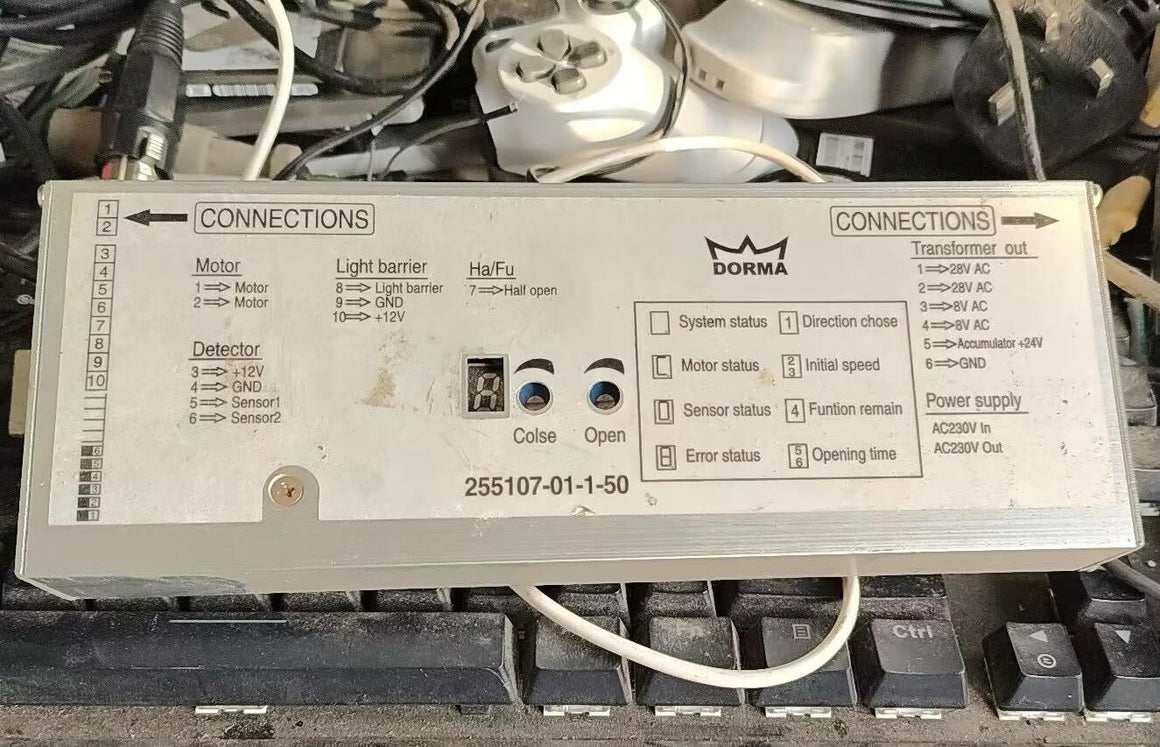 1
2
CONNECTIONS
CONNECTIONS
3
4
5
6
7
8
9
10
6
5
4
3
2
1
Motor
1⇒Motor
2⇒Motor
Detector
3⇒+12V
4⇒GND
5⇒Sensor1
6⇒Sensor2
Light barrier
8⇒Light barrier
9⇒GND
10⇒+12V
Ha/Fu
7⇒Half open
DORMA
Colse
Open
255107-01-1-50
System status
1 Direction chose
Motor status
2 3 Initial speed
Sensor status
4 Funtion remain
Error status
5 6 Opening time
Transformer out
1⇒28V AC
2⇒28V AC
3⇒8V AC
4⇒8V AC
5⇒Accumulator +24V
6⇒GND
Power supply
AC230V In
AC230V Out
Ctrl